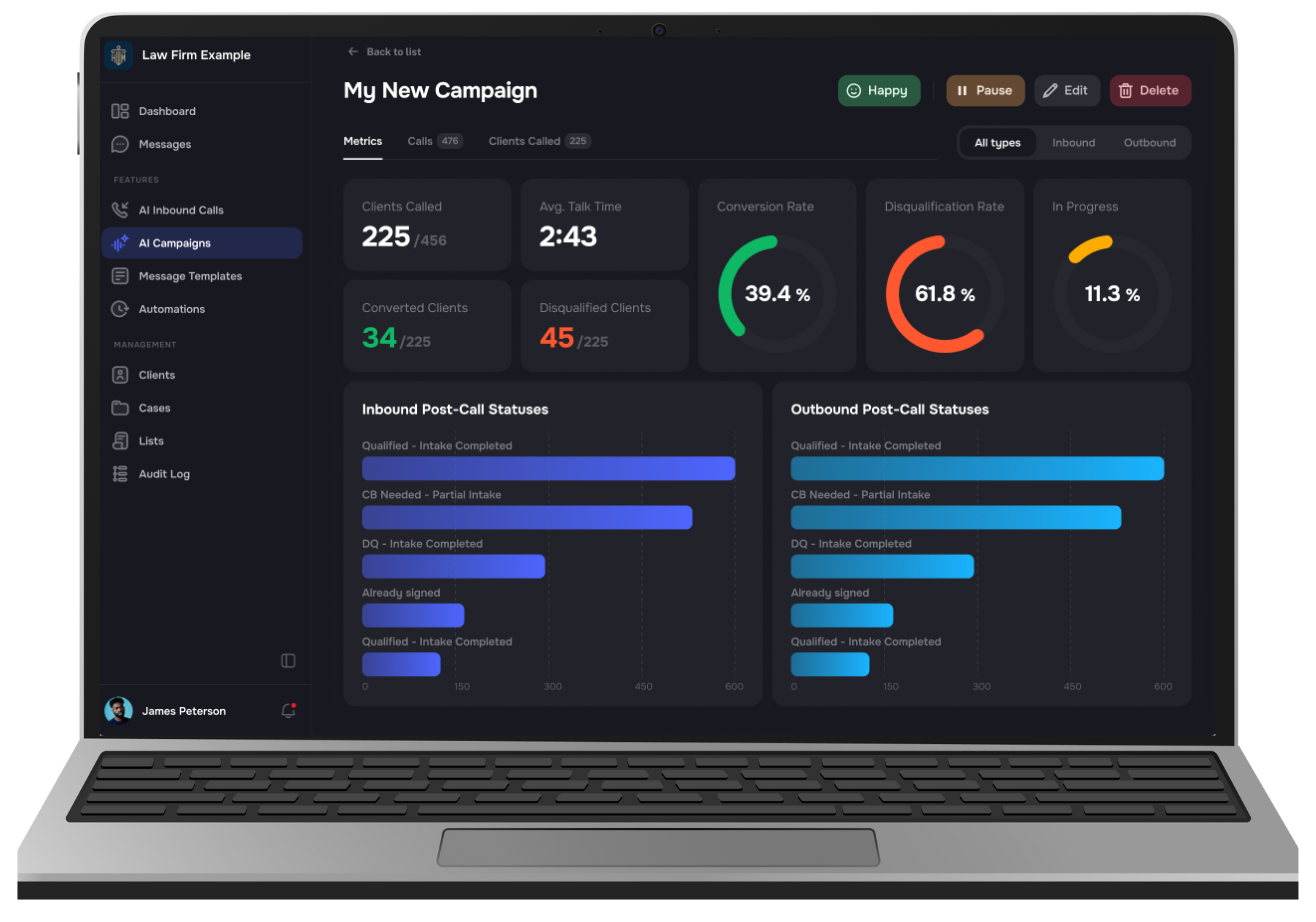 Law Firm Example
Dashboard
Messages
FEATURES
AI Inbound Calls
AI Campaigns
Message Templates
Automations
MANAGEMENT
Clients
Cases
Lists
Audit Log
James Peterson
Back to list
My New Campaign
Happy
Pause
Edit
Delete
Metrics
Calls 476
Clients Called 225
All types
Inbound
Outbound
Clients Called
225 /456
Avg. Talk Time
2:43
Converted Clients
34 /225
Disqualified Clients
45 /225
Conversion Rate
39.4 %
Disqualification Rate
61.8 %
In Progress
11.3 %
Inbound Post-Call Statuses
Qualified - Intake Completed
CB Needed - Partial Intake
DQ - Intake Completed
Already signed
Qualified - Intake Completed
0 150 300 450 600
Outbound Post-Call Statuses
Qualified - Intake Completed
CB Needed - Partial Intake
DQ - Intake Completed
Already signed
Qualified - Intake Completed
0 150 300 450 600